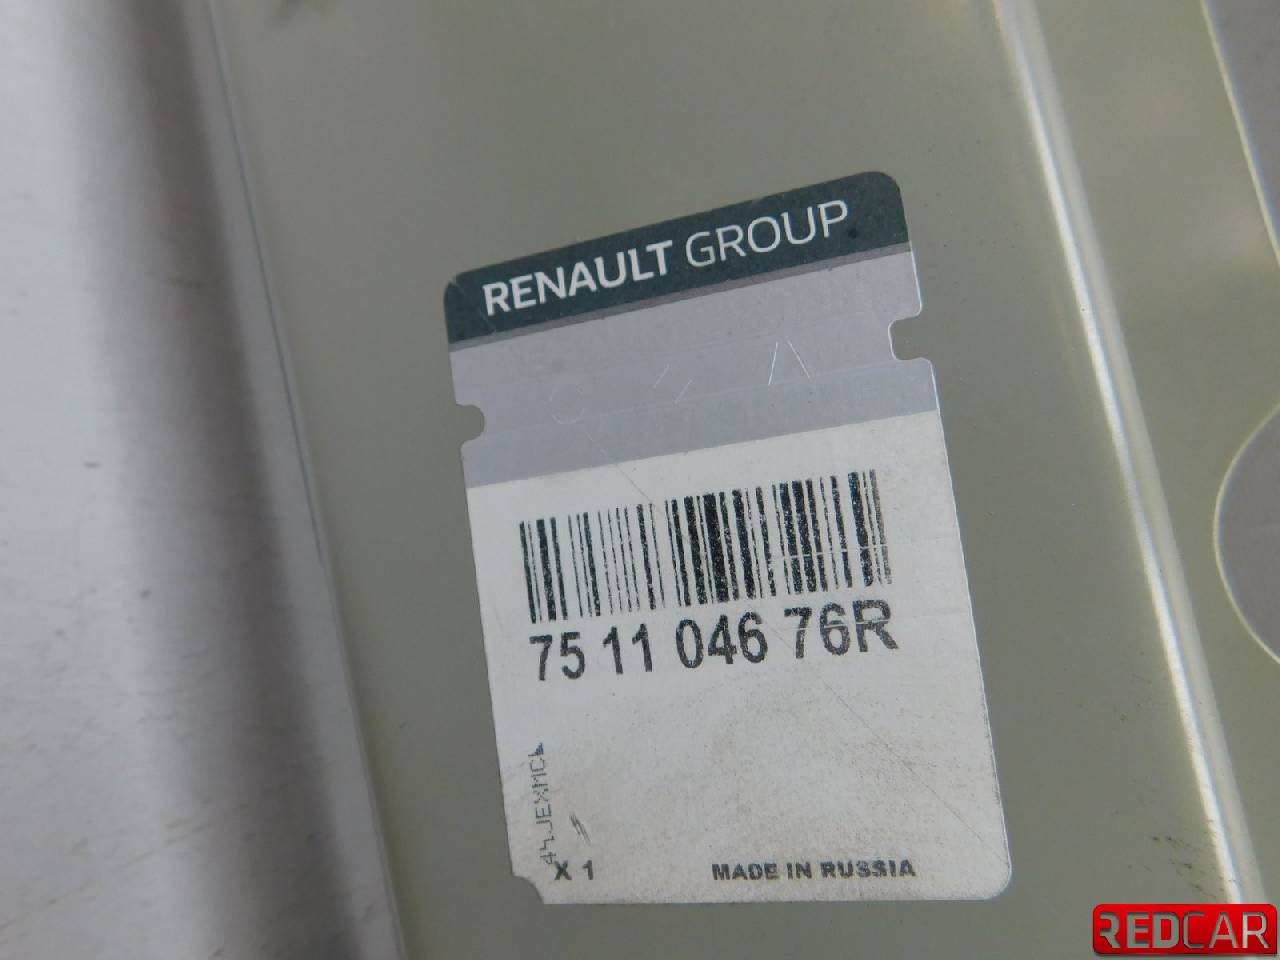 RENAULT GROUP
75 11 046 76R
X 1
MADE IN RUSSIA
REDCAR